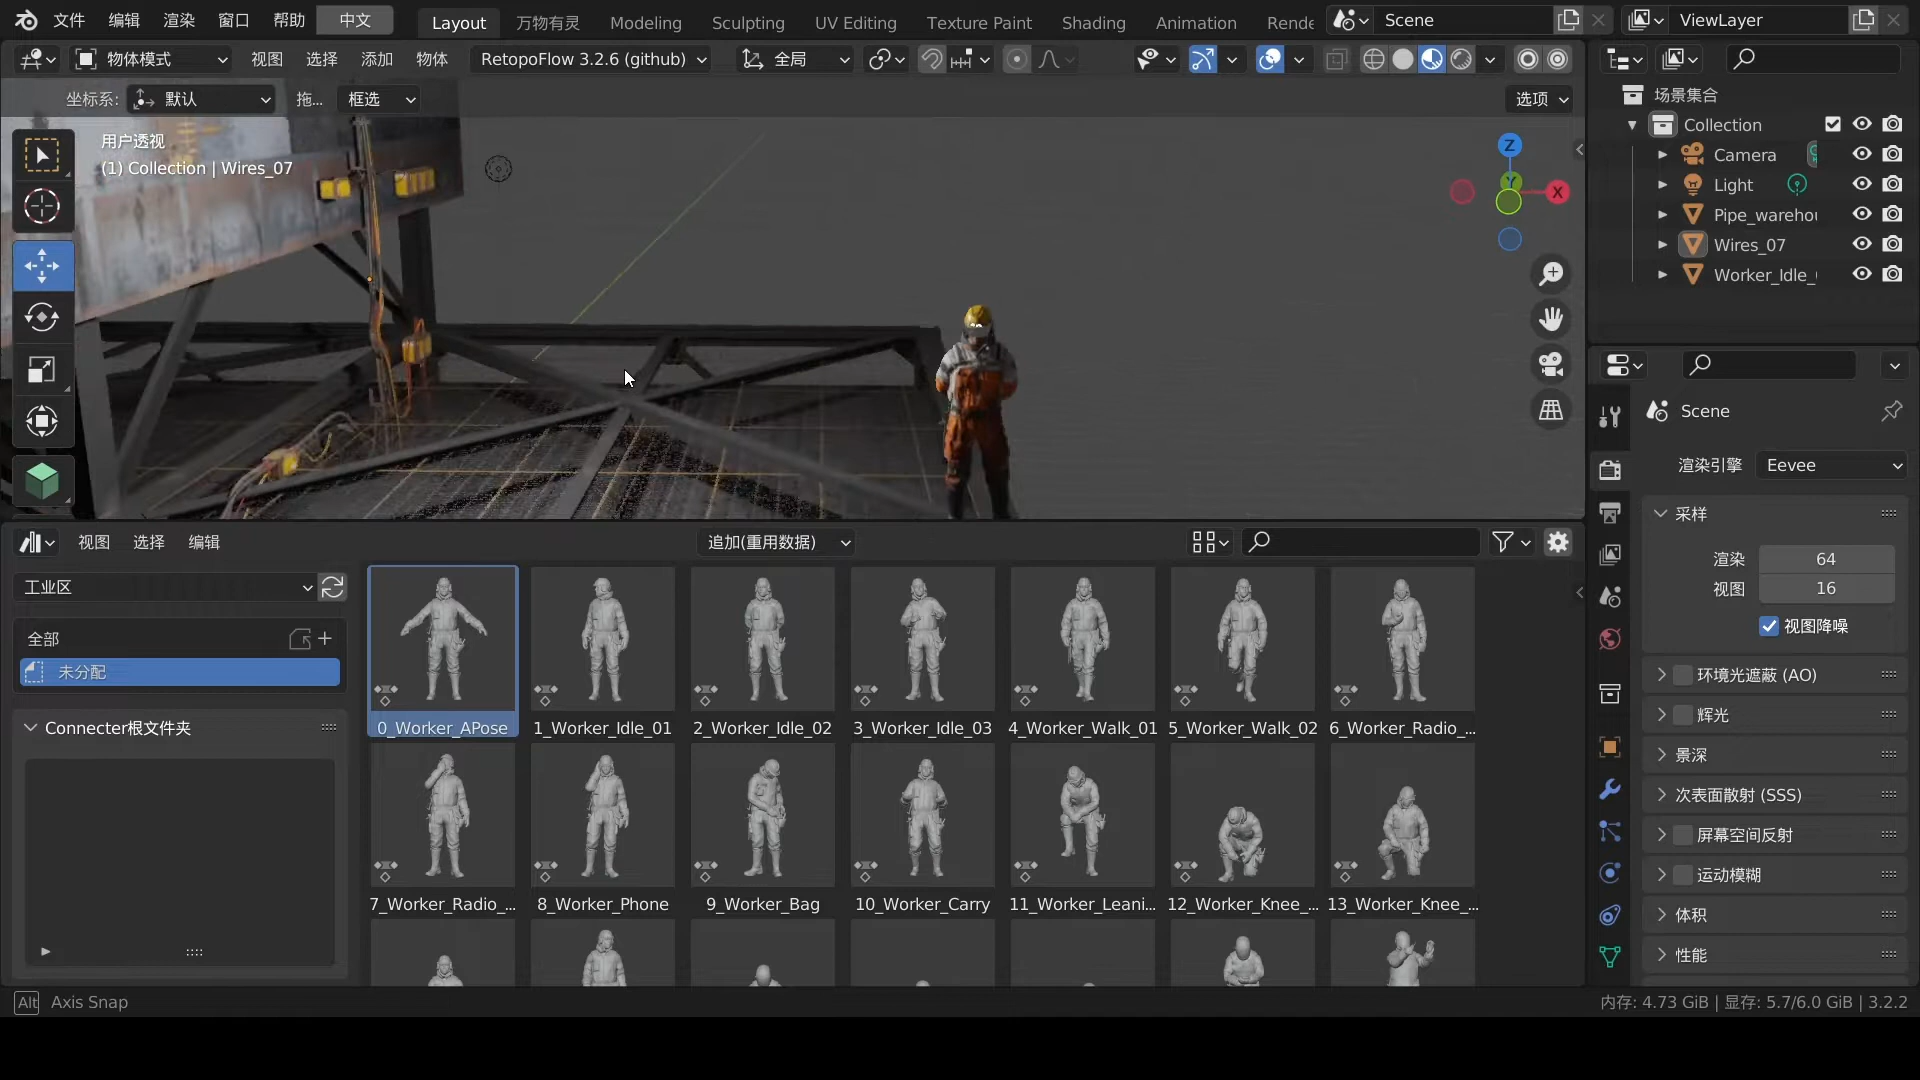 文件 编辑 渲染 窗口 帮助 中文 Layout 万物有灵 Modeling Sculpting UV Editing Texture Paint Shading Animation Rende Scene ViewLayer
物体模式 视图 选择 添加 物体 RetopoFlow 3.2.6 (github) 全局
坐标系: 默认 拖... 框选 选项
用户透视
(1) Collection | Wires_07
Z
Y
X
场景集合
Collection
Camera
Light
Pipe_warehou
Wires_07
Worker_Idle_
Scene
渲染引擎 Eevee
采样
渲染 64
视图 16
视图降噪
环境光遮蔽 (AO)
辉光
景深
次表面散射 (SSS)
屏幕空间反射
运动模糊
体积
性能
视图 选择 编辑 追加(重用数据)
工业区
全部
未分配
Connecter根文件夹
0_Worker_APose 1_Worker_Idle_01 2_Worker_Idle_02 3_Worker_Idle_03 4_Worker_Walk_01 5_Worker_Walk_02 6_Worker_Radio_...
7_Worker_Radio_... 8_Worker_Phone 9_Worker_Bag 10_Worker_Carry 11_Worker_Leani... 12_Worker_Knee_... 13_Worker_Knee_...
Alt Axis Snap
内存: 4.73 GiB | 显存: 5.7/6.0 GiB | 3.2.2